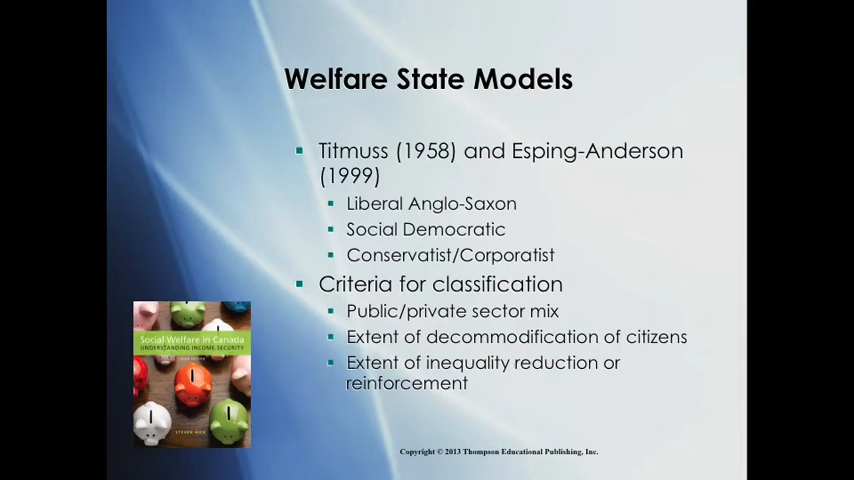 Welfare State Models
Titmuss (1958) and Esping-Anderson
(1999)
Liberal Anglo-Saxon
Social Democratic
Conservatist/Corporatist
Criteria for classification
Public/private sector mix
Extent of decommodification of citizens
Extent of inequality reduction or
reinforcement
Social Welfare in Canada
UNDERSTANDING INCOME SECURITY
STEVEN HICK
Copyright © 2013 Thompson Educational Publishing, Inc.